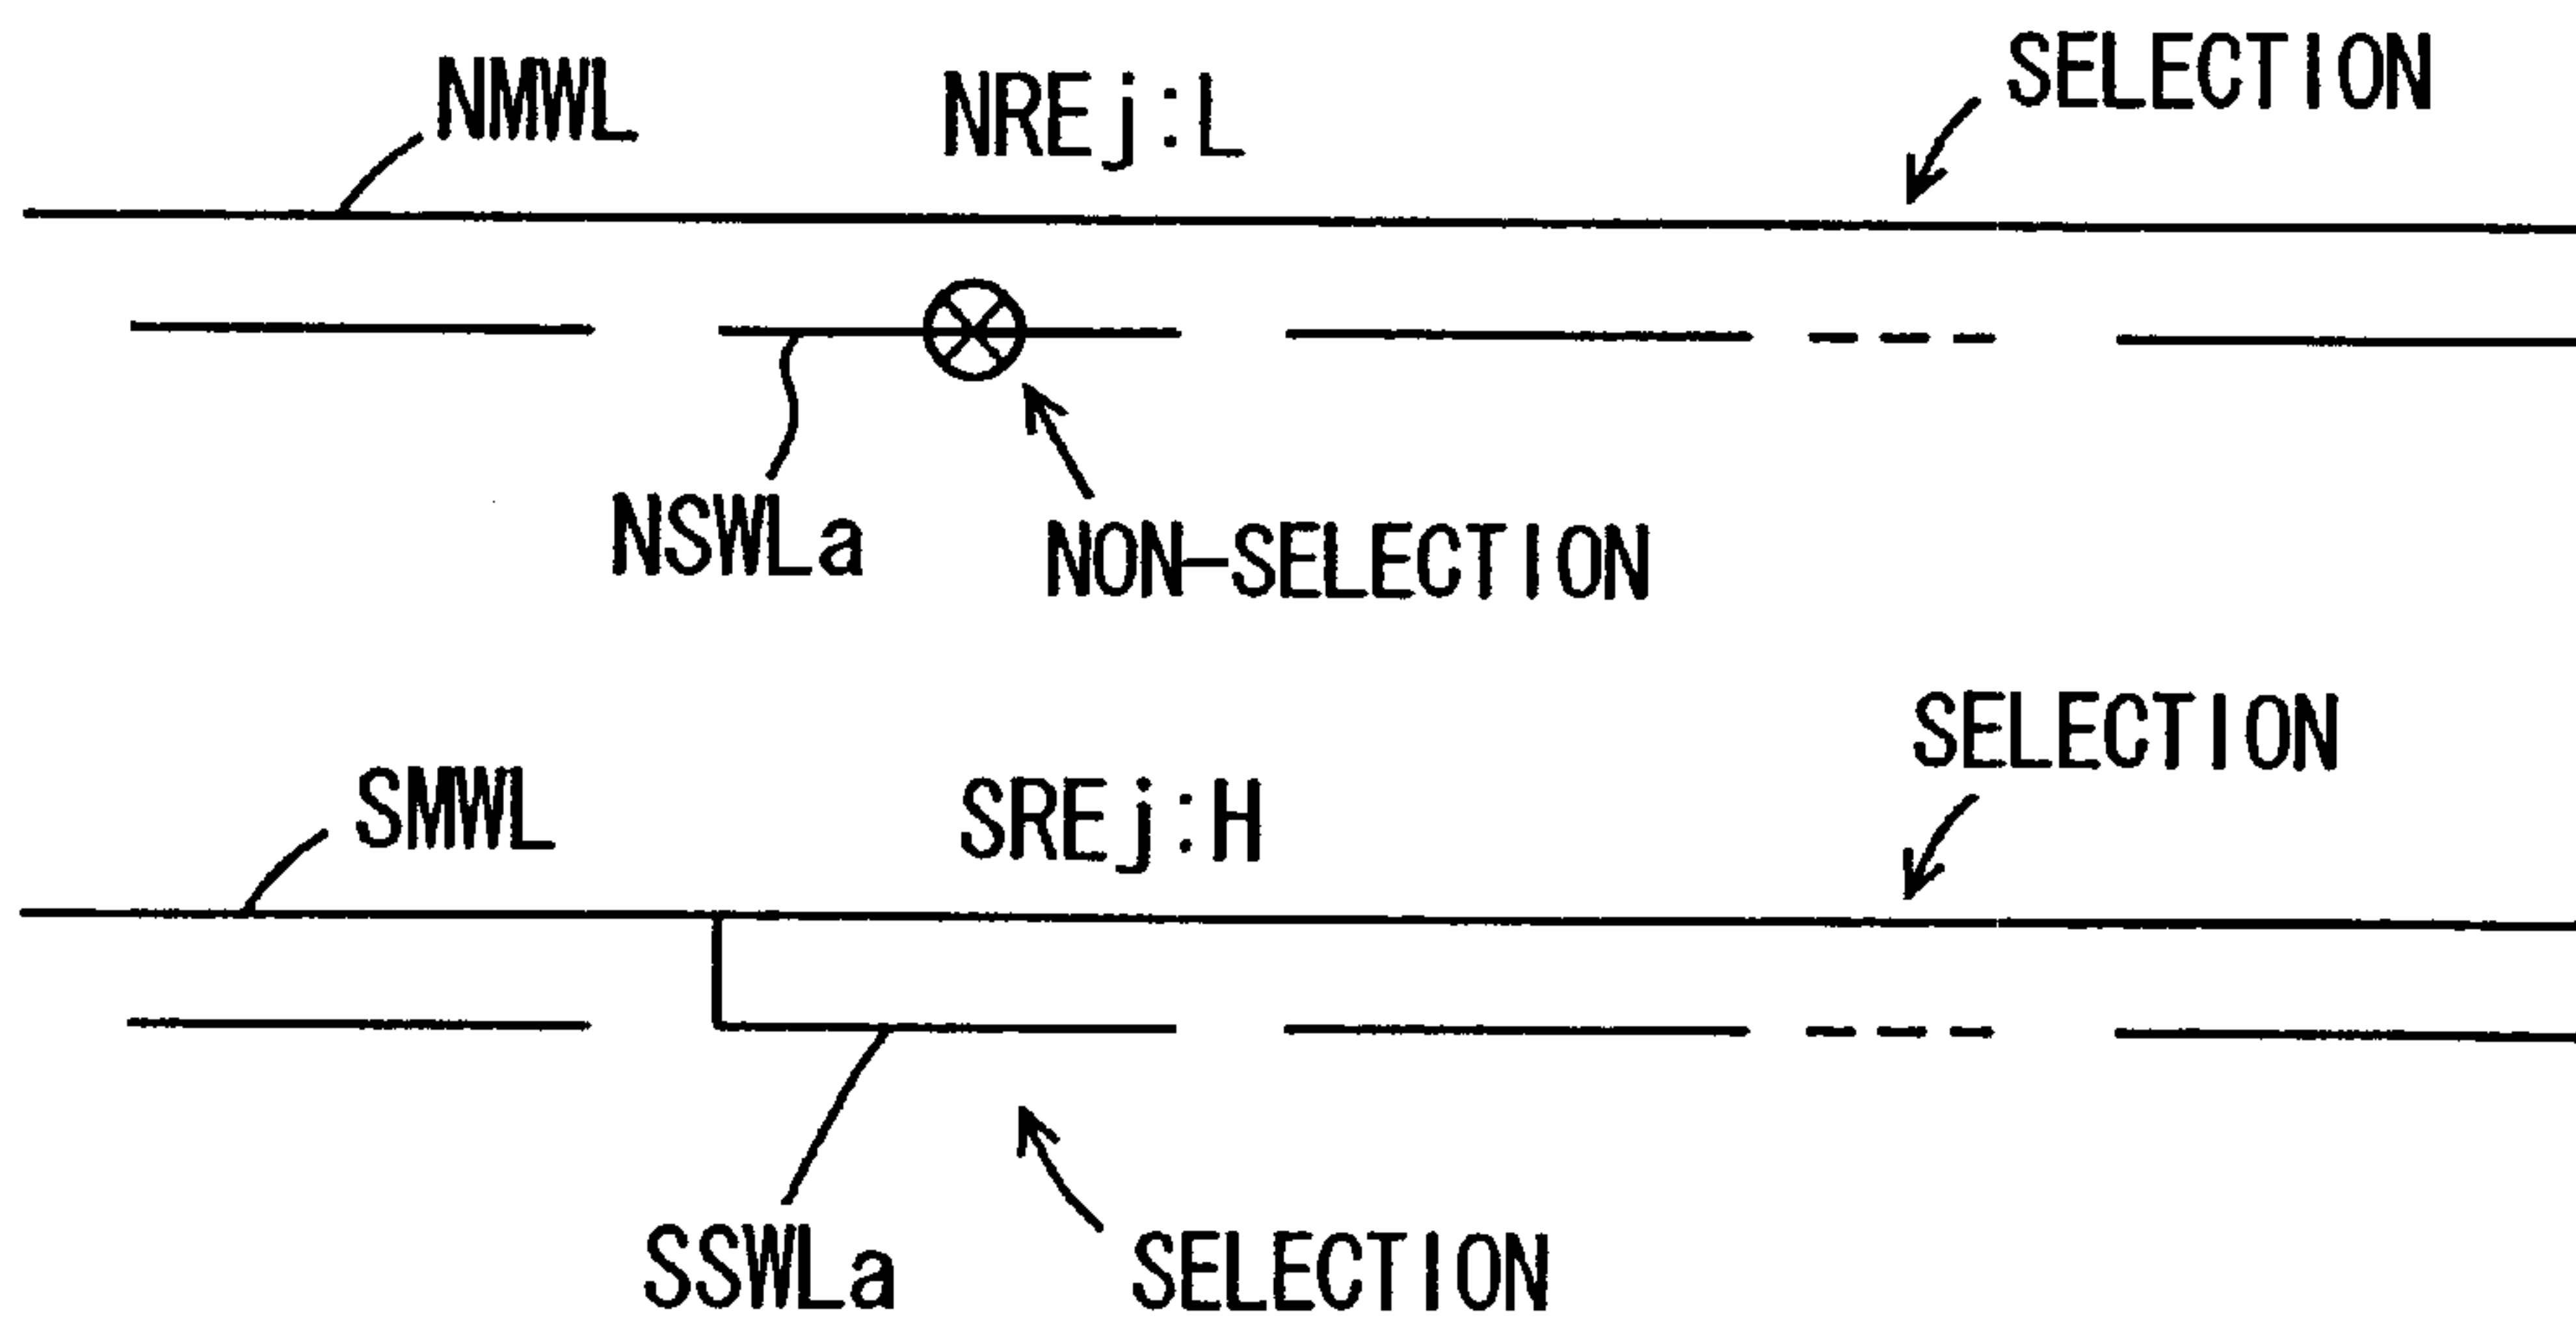 NMWL
NREj:L
SELECTION
NSWLa
NON-SELECTION
SELECTION
SMWL
SREj:H
SSWLa
SELECTION